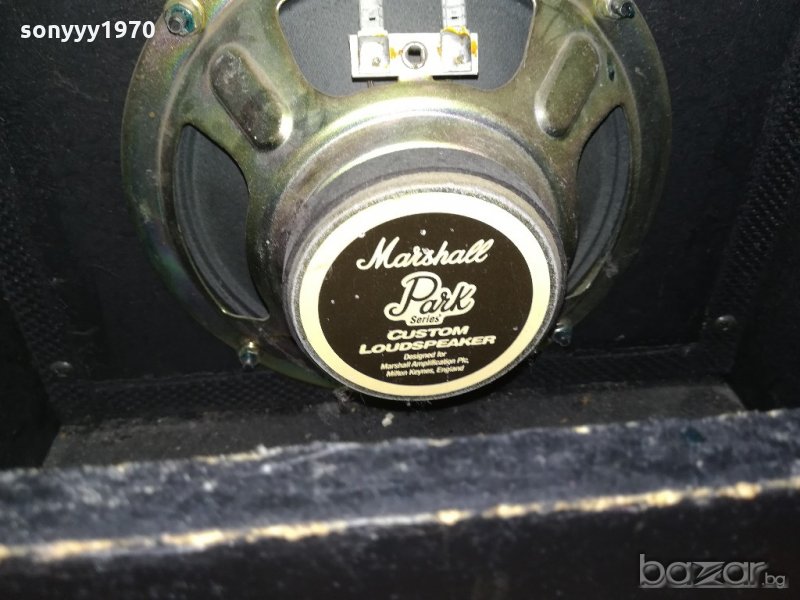 sonyyy1970
Marshall
Park
Series
CUSTOM
LOUDSPEAKER
Designed for
Marshall Amplification Plc,
Milton Keynes, England
bazar.bg